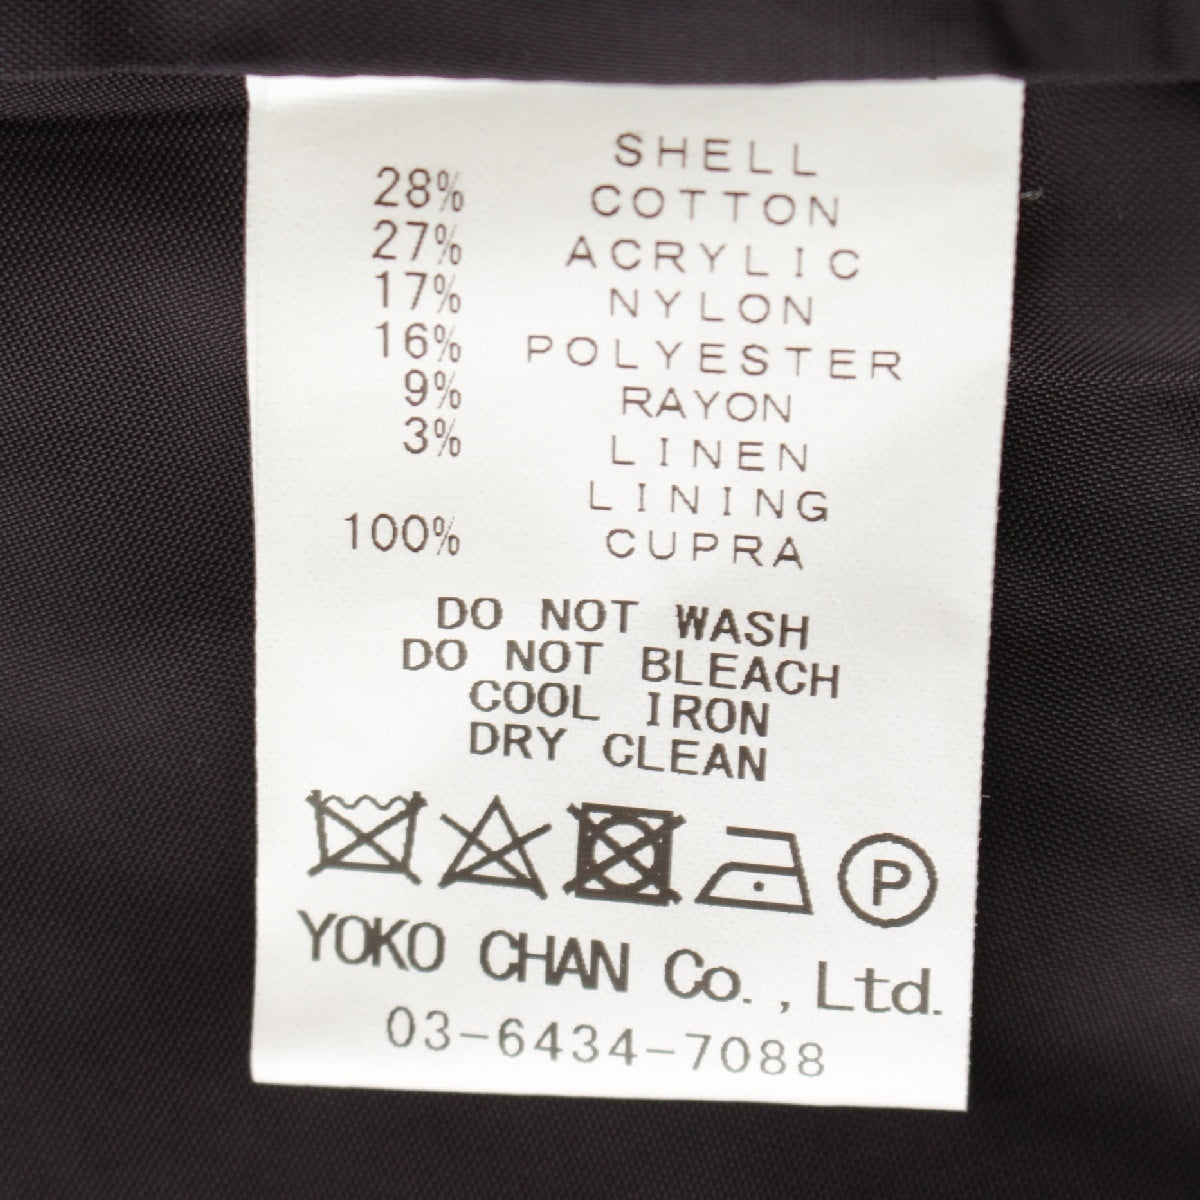 SHELL
28% COTTON
27% ACRYLIC
17% NYLON
16% POLYESTER
9% RAYON
3% LINEN
LINING
100% CUPRA
DO NOT WASH
DO NOT BLEACH
COOL IRON
DRY CLEAN
P
YOKO CHAN Co., Ltd.
03-6434-7088